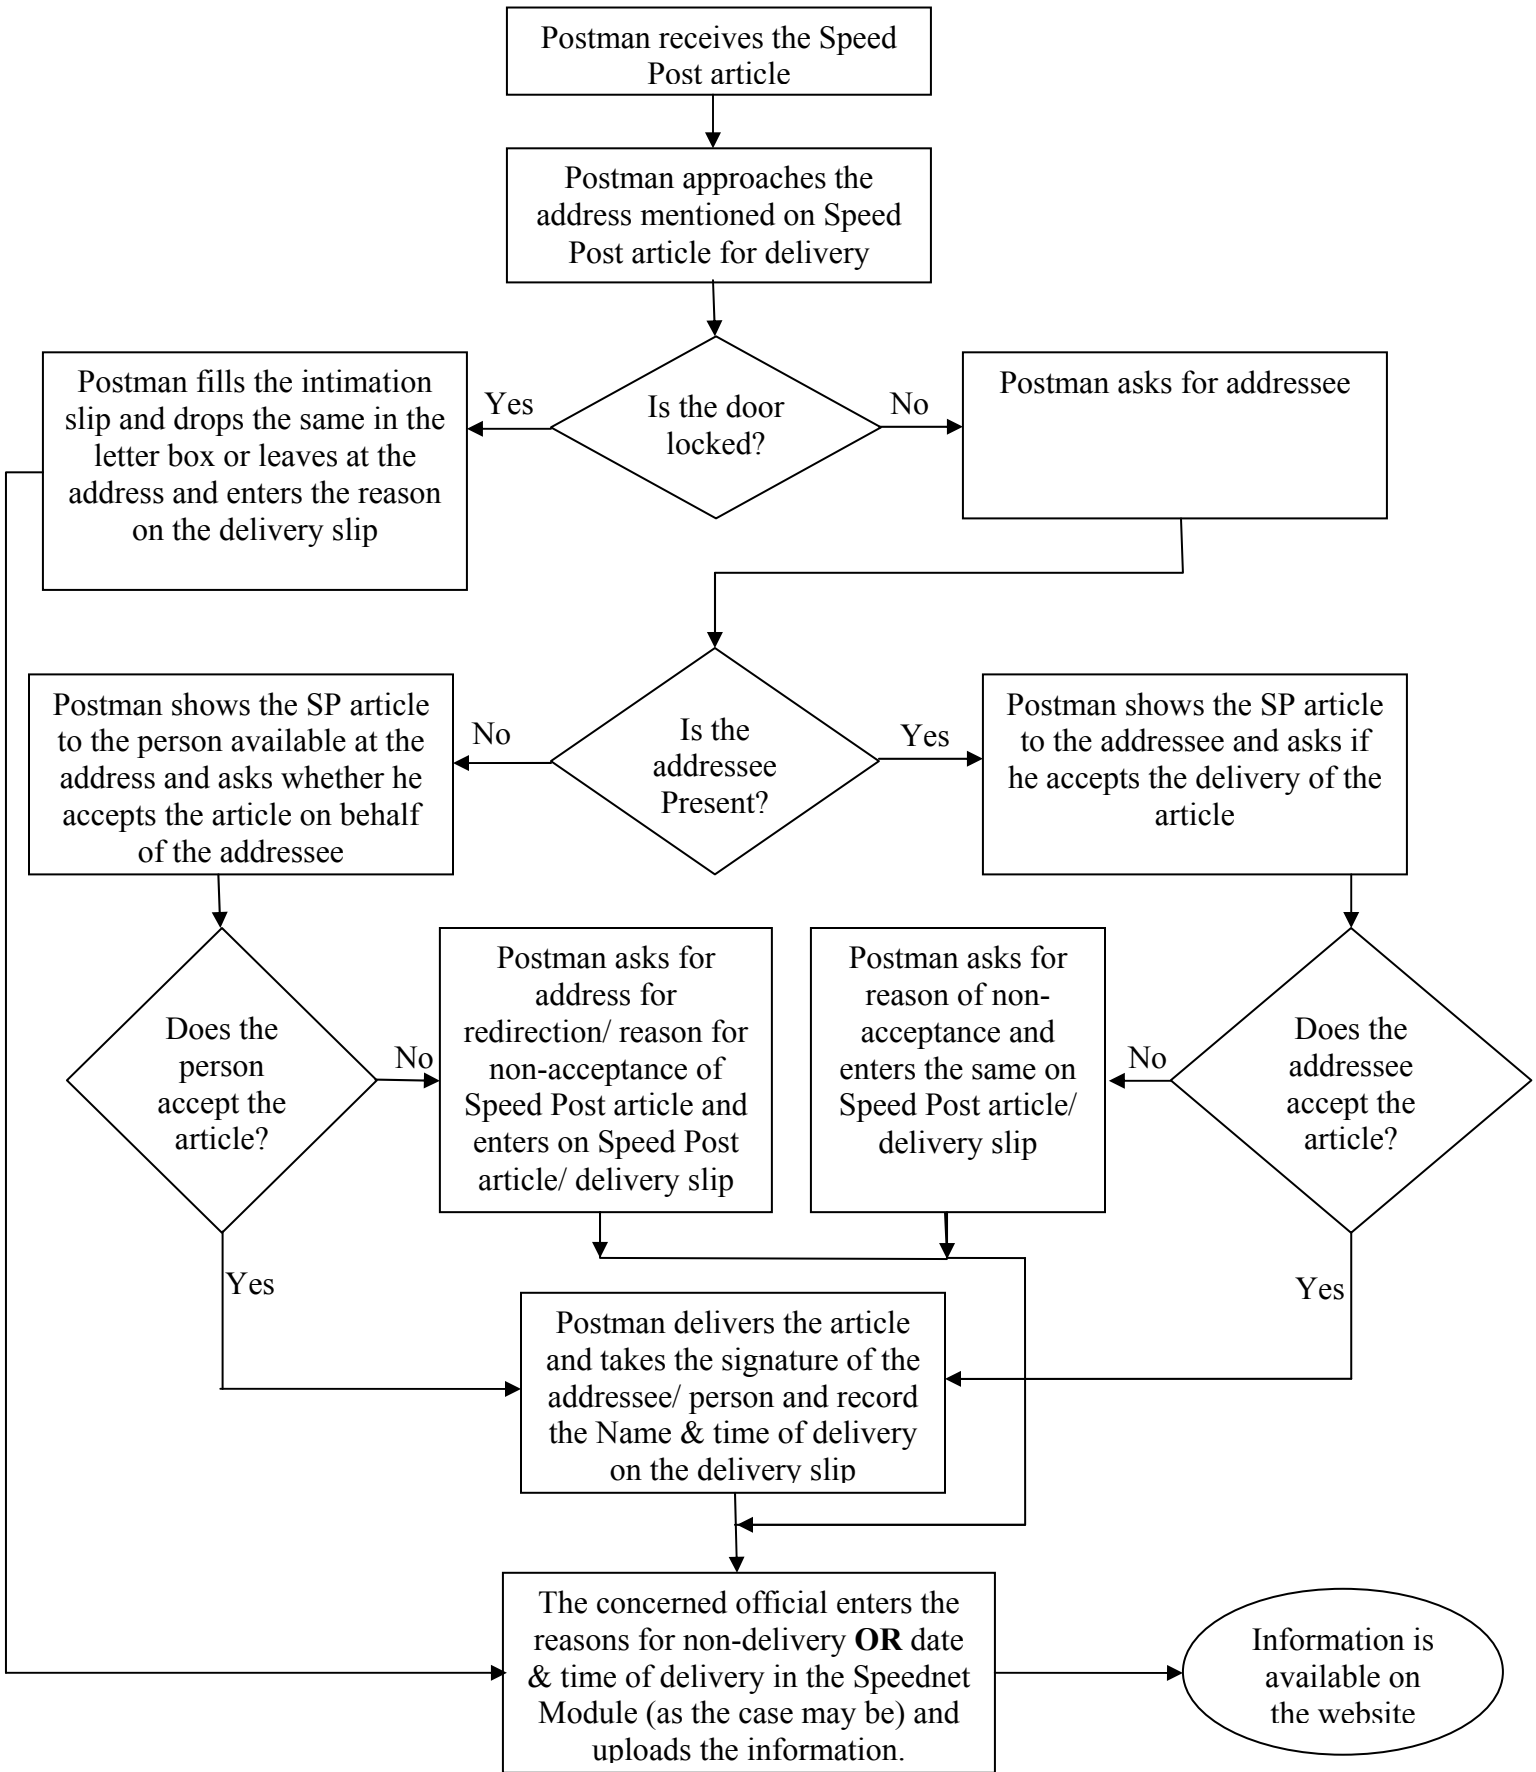 Postman receives the Speed
Post article
Postman approaches the
address mentioned on Speed
Post article for delivery
Postman fills the intimation
slip and drops the same in the
letter box or leaves at the
address and enters the reason
on the delivery slip
Yes
Is the door
locked?
No
Postman asks for addressee
Postman shows the SP article
to the person available at the
address and asks whether he
accepts the article on behalf
of the addressee
No
Is the
addressee
Present?
Yes
Postman shows the SP article
to the addressee and asks if
he accepts the delivery of the
article
Does the
person
accept the
article?
No
Postman asks for
address for
redirection/ reason for
non-acceptance of
Speed Post article and
enters on Speed Post
article/ delivery slip
Postman asks for
reason of non-
acceptance and
enters the same on
Speed Post article/
delivery slip
No
Does the
addressee
accept the
article?
Yes
Yes
Postman delivers the article
and takes the signature of the
addressee/ person and record
the Name & time of delivery
on the delivery slip
The concerned official enters the
reasons for non-delivery OR date
& time of delivery in the Speednet
Module (as the case may be) and
uploads the information.
Information is
available on
the website